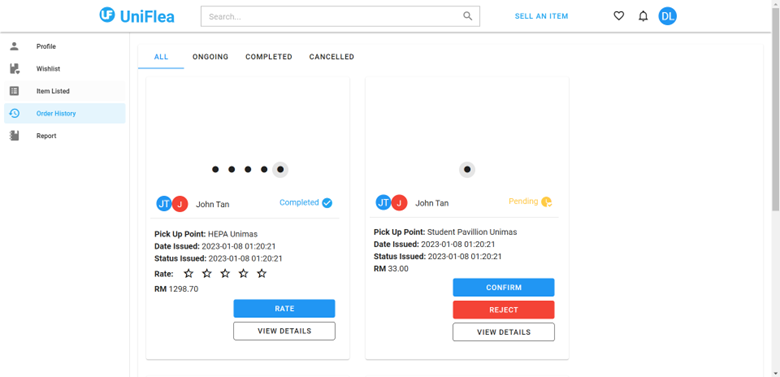 UF UniFlea
Search...
SELL AN ITEM
DL
Profile
Wishlist
Item Listed
Order History
Report
ALL ONGOING COMPLETED CANCELLED
JT J John Tan Completed
Pick Up Point: HEPA Unimas
Date Issued: 2023-01-08 01:20:21
Status Issued: 2023-01-08 01:20:21
Rate:
RM 1298.70
RATE
VIEW DETAILS
JT J John Tan Pending
Pick Up Point: Student Pavillion Unimas
Date Issued: 2023-01-08 01:20:21
Status Issued: 2023-01-08 01:20:21
RM 33.00
CONFIRM
REJECT
VIEW DETAILS